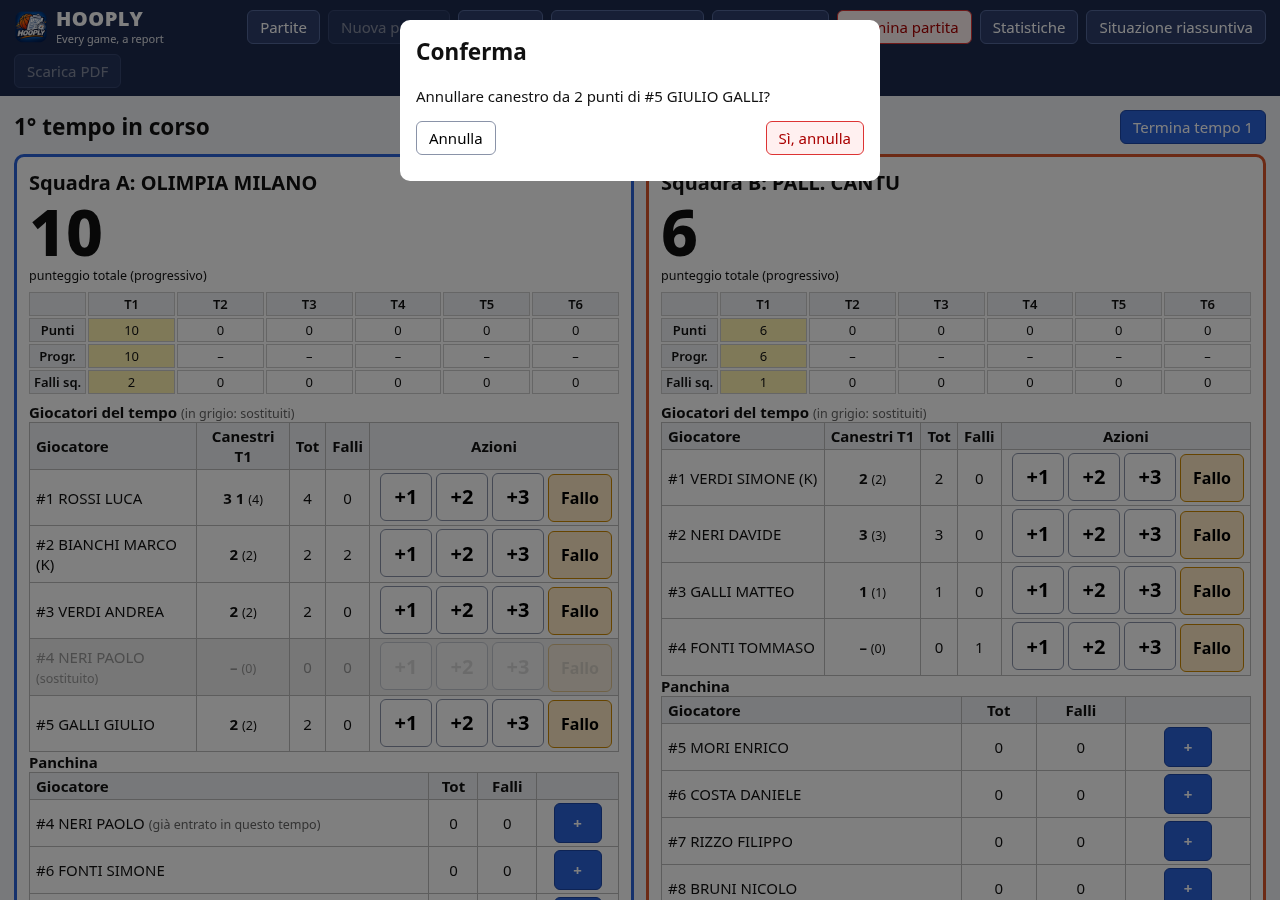 HOOPLY
Every game, a report
Partite
Nuova p
mina partita
Statistiche
Situazione riassuntiva
Scarica PDF
Conferma
Annullare canestro da 2 punti di #5 GIULIO GALLI?
Annulla
Sì, annulla
1° tempo in corso
Termina tempo 1
Squadra A: OLIMPIA MILANO
10
punteggio totale (progressivo)
T1 T2 T3 T4 T5 T6
Punti 10 0 0 0 0 0
Progr. 10 – – – – –
Falli sq. 2 0 0 0 0 0
Giocatori del tempo (in grigio: sostituiti)
Giocatore Canestri T1 Tot Falli Azioni
#1 ROSSI LUCA 3 1 (4) 4 0 +1 +2 +3 Fallo
#2 BIANCHI MARCO (K) 2 (2) 2 2 +1 +2 +3 Fallo
#3 VERDI ANDREA 2 (2) 2 0 +1 +2 +3 Fallo
#4 NERI PAOLO (sostituito) – (0) 0 0 +1 +2 +3 Fallo
#5 GALLI GIULIO 2 (2) 2 0 +1 +2 +3 Fallo
Panchina
Giocatore Tot Falli
#4 NERI PAOLO (già entrato in questo tempo) 0 0 +
#6 FONTI SIMONE 0 0 +
Squadra B: PALL. CANTU
6
punteggio totale (progressivo)
T1 T2 T3 T4 T5 T6
Punti 6 0 0 0 0 0
Progr. 6 – – – – –
Falli sq. 1 0 0 0 0 0
Giocatori del tempo (in grigio: sostituiti)
Giocatore Canestri T1 Tot Falli Azioni
#1 VERDI SIMONE (K) 2 (2) 2 0 +1 +2 +3 Fallo
#2 NERI DAVIDE 3 (3) 3 0 +1 +2 +3 Fallo
#3 GALLI MATTEO 1 (1) 1 0 +1 +2 +3 Fallo
#4 FONTI TOMMASO – (0) 0 1 +1 +2 +3 Fallo
Panchina
Giocatore Tot Falli
#5 MORI ENRICO 0 0 +
#6 COSTA DANIELE 0 0 +
#7 RIZZO FILIPPO 0 0 +
#8 BRUNI NICOLO 0 0 +